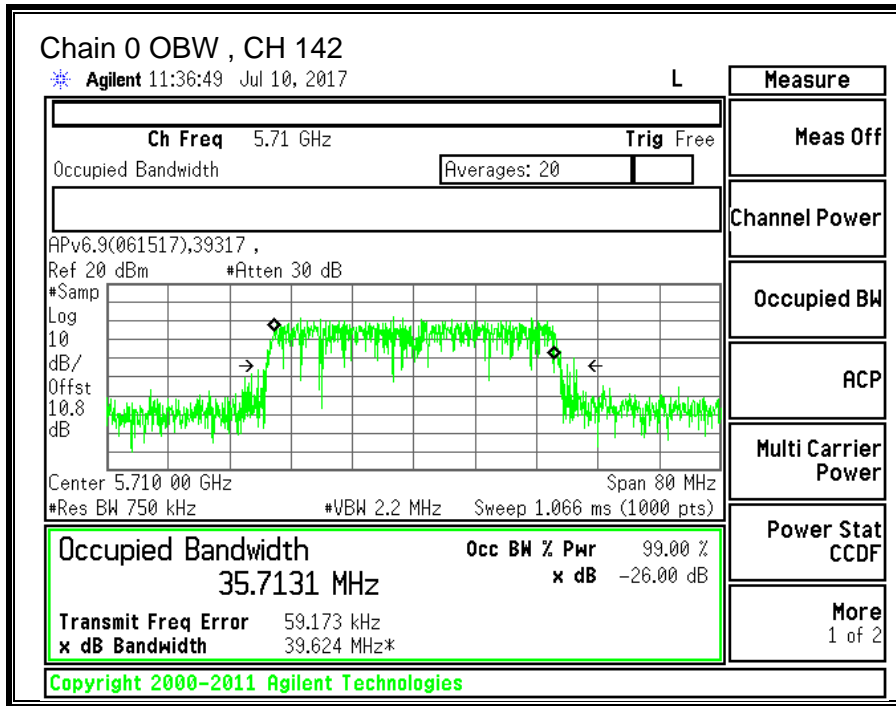 Chain 0 OBW , CH 142
Agilent 11:36:49 Jul 10, 2017 L
Measure
Ch Freq 5.71 GHz Trig Free
Meas Off
Occupied Bandwidth Averages: 20
Channel Power
APv6.9(061517),39317 ,
Ref 20 dBm #Atten 30 dB
#Samp
Log
10
dB/
Offst
10.8
dB
Occupied BW
ACP
Center 5.710 00 GHz Span 80 MHz
#Res BW 750 kHz #VBW 2.2 MHz Sweep 1.066 ms (1000 pts)
Multi Carrier
Power
Occupied Bandwidth Occ BW % Pwr 99.00 %
35.7131 MHz x dB -26.00 dB
Power Stat
CCDF
Transmit Freq Error 59.173 kHz
x dB Bandwidth 39.624 MHz*
More
1 of 2
Copyright 2000-2011 Agilent Technologies